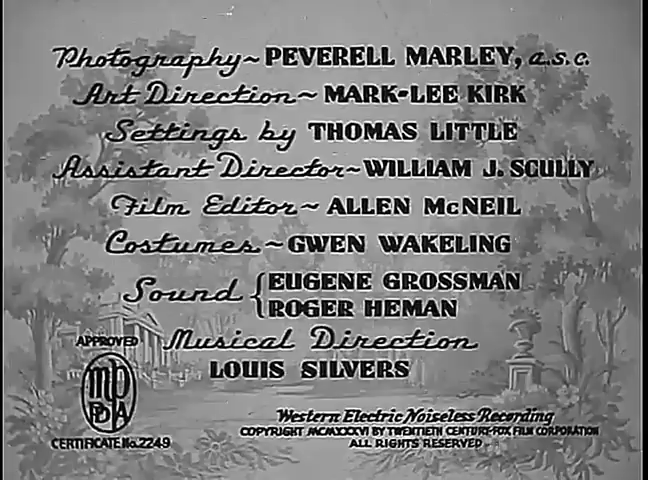 Photography~ PEVERELL MARLEY, a.s.c.
Art Direction~ MARK-LEE KIRK
Settings by THOMAS LITTLE
Assistant Director~ WILLIAM J. SCULLY
Film Editor~ ALLEN McNEIL
Costumes~ GWEN WAKELING
Sound { EUGENE GROSSMAN
ROGER HEMAN
Musical Direction
LOUIS SILVERS
APPROVED
MPPDA
CERTIFICATE No. 2249
Western Electric Noiseless Recording
COPYRIGHT MCMXXXVI BY TWENTIETH CENTURY-FOX FILM CORPORATION
ALL RIGHTS RESERVED